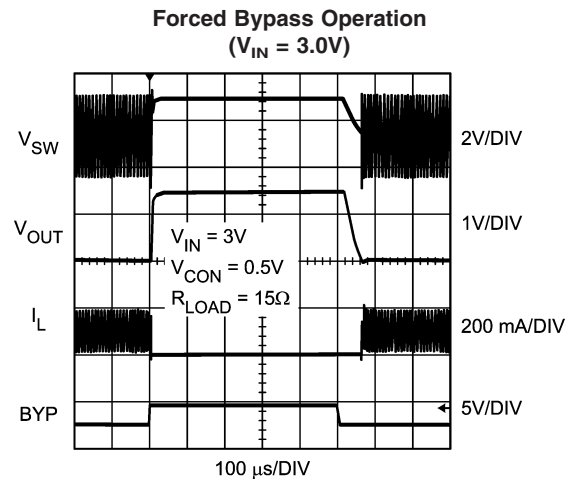 Forced Bypass Operation
(V_IN = 3.0V)
V_SW
2V/DIV
V_OUT
1V/DIV
V_IN = 3V
V_CON = 0.5V
R_LOAD = 15Ω
I_L
200 mA/DIV
BYP
5V/DIV
100 μs/DIV